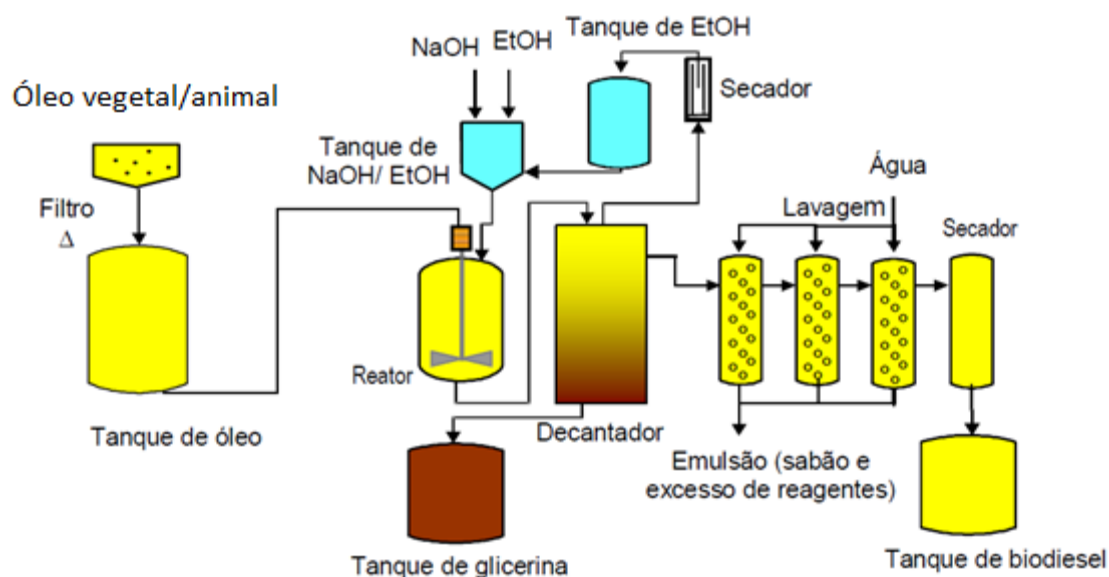 Tanque de EtOH
NaOH
EtOH
Óleo vegetal/animal
Secador
Tanque de
NaOH/ EtOH
Água
Filtro
Δ
Lavagem
Secador
Reator
Tanque de óleo
Decantador
Emulsão (sabão e
excesso de reagentes)
Tanque de glicerina
Tanque de biodiesel